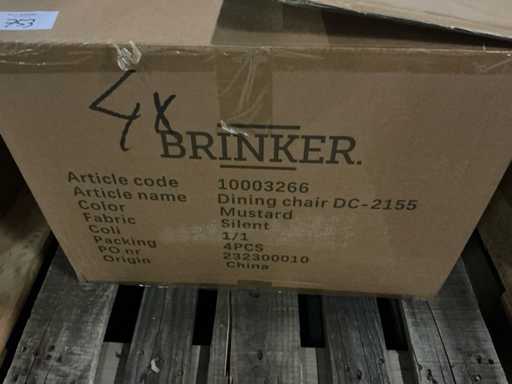 4x
BRINKER.
Article code 10003266
Article name Dining chair DC-2155
Color Mustard
Fabric Silent
Coli 1/1
Packing 4PCS
PO nr 232300010
Origin China